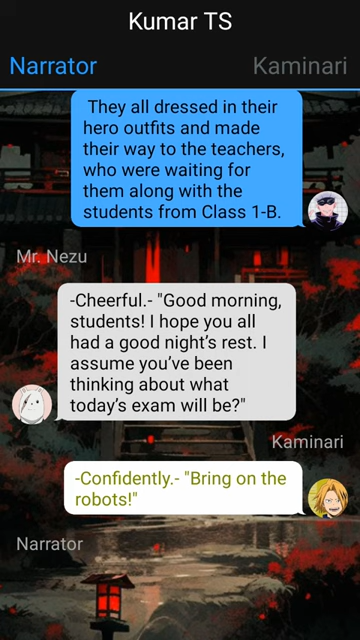 Kumar TS
Narrator
Kaminari
They all dressed in their
hero outfits and made
their way to the teachers,
who were waiting for
them along with the
students from Class 1-B.
Mr. Nezu
-Cheerful.- "Good morning,
students! I hope you all
had a good night's rest. I
assume you've been
thinking about what
today's exam will be?"
Kaminari
-Confidently.- "Bring on the
robots!"
Narrator